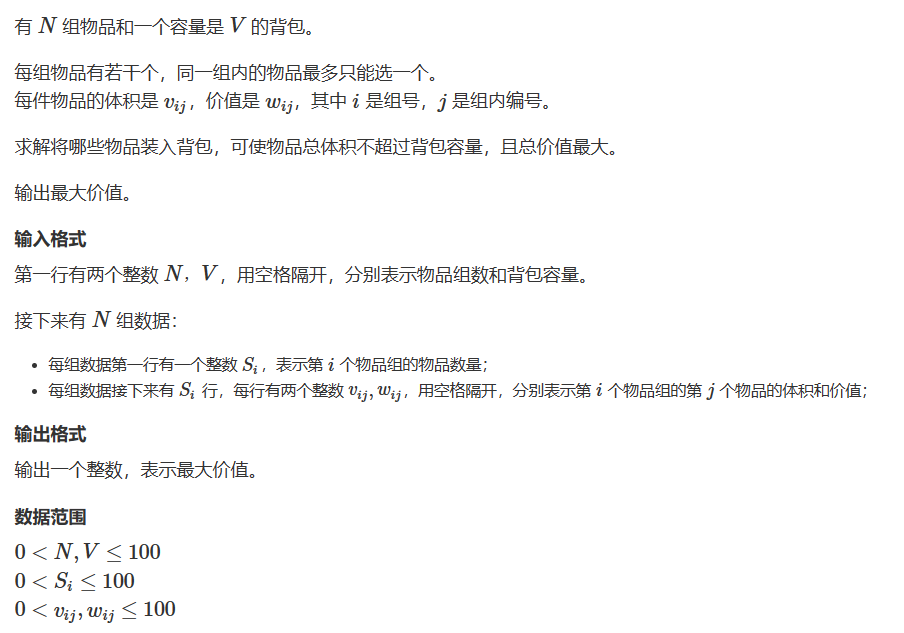 有 N 组物品和一个容量是 V 的背包。
每组物品有若干个，同一组内的物品最多只能选一个。
每件物品的体积是 v_{ij}，价值是 w_{ij}，其中 i 是组号，j 是组内编号。
求解将哪些物品装入背包，可使物品总体积不超过背包容量，且总价值最大。
输出最大价值。
输入格式
第一行有两个整数 N，V，用空格隔开，分别表示物品组数和背包容量。
接下来有 N 组数据：
• 每组数据第一行有一个整数 S_i，表示第 i 个物品组的物品数量；
• 每组数据接下来有 S_i 行，每行有两个整数 v_{ij}, w_{ij}，用空格隔开，分别表示第 i 个物品组的第 j 个物品的体积和价值；
输出格式
输出一个整数，表示最大价值。
数据范围
0 < N, V ≤ 100
0 < S_i ≤ 100
0 < v_{ij}, w_{ij} ≤ 100